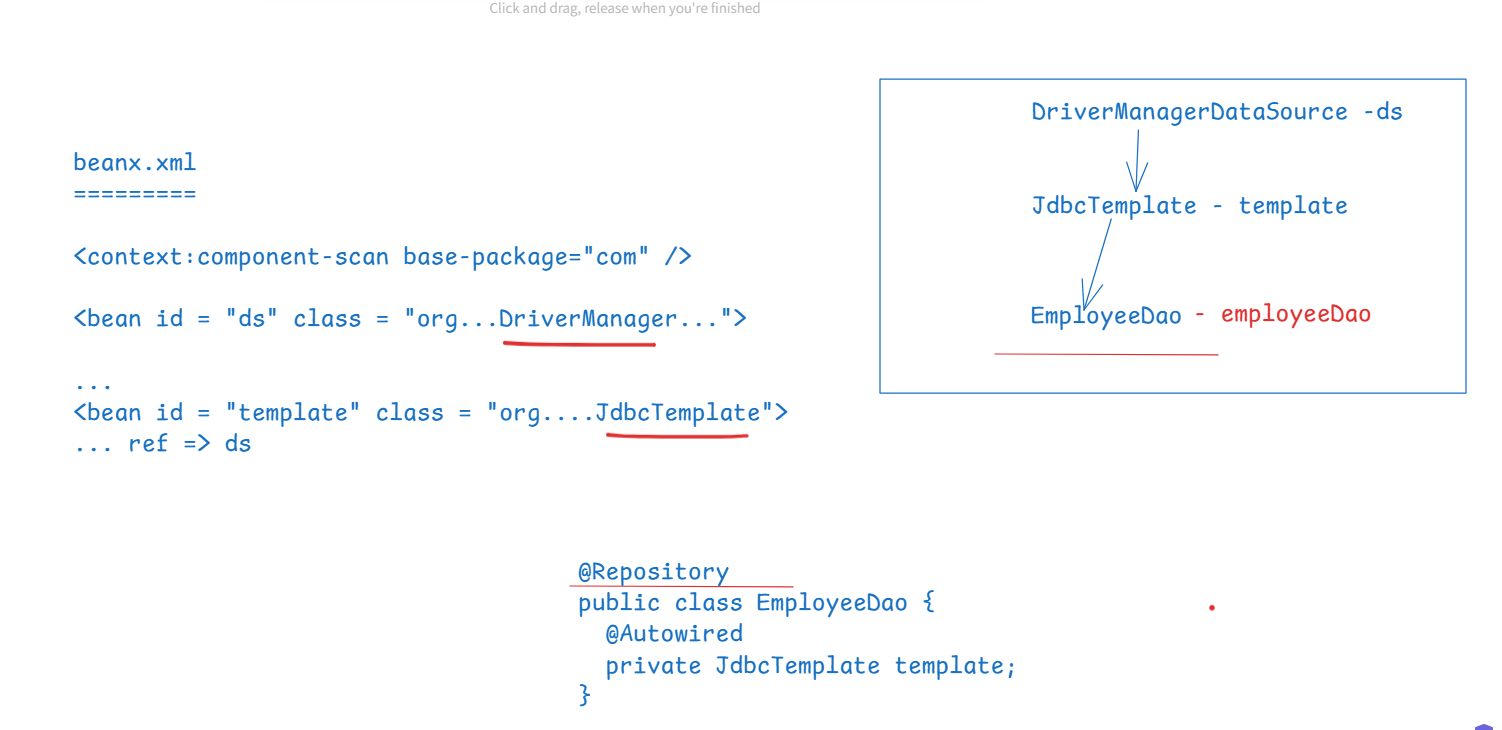 Click and drag, release when you're finished
beanx.xml
=========
<context:component-scan base-package="com" />
<bean id = "ds" class = "org...DriverManager...">
...
<bean id = "template" class = "org....JdbcTemplate">
... ref => ds
DriverManagerDataSource -ds
JdbcTemplate - template
EmployeeDao - employeeDao
@Repository
public class EmployeeDao {
@Autowired
private JdbcTemplate template;
}